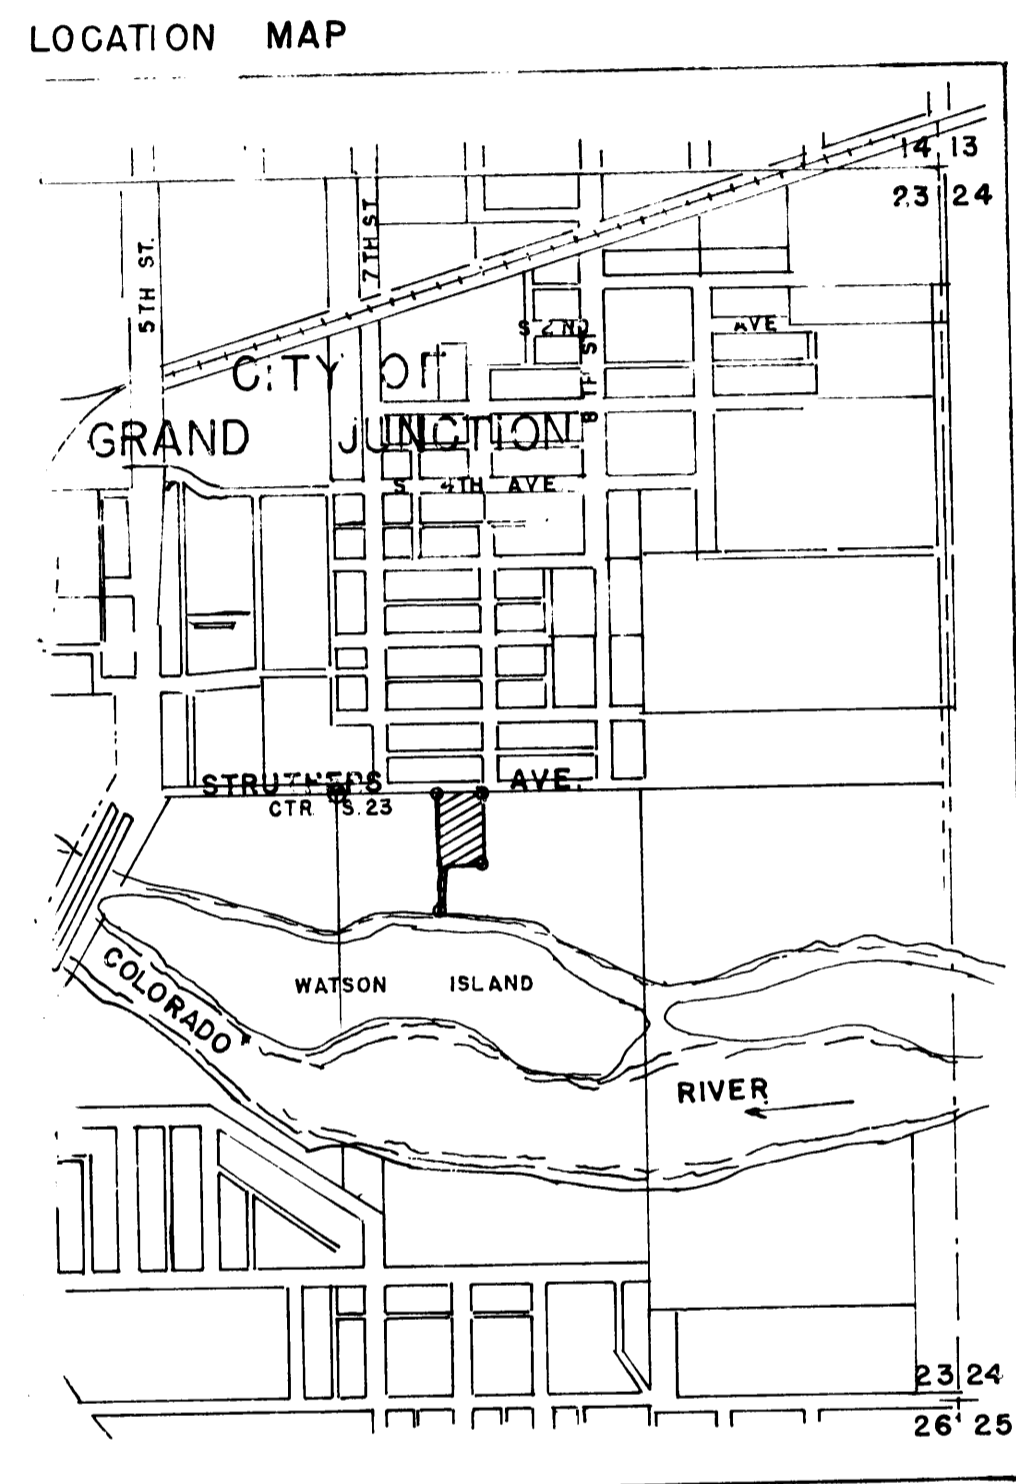 LOCATION MAP
14 13
23 24
5TH ST.
7TH ST
S 2ND AVE
8TH ST
CITY OF
GRAND JUNCTION
S 4TH AVE
STRUTHERS AVE.
CTR S.23
WATSON ISLAND
COLORADO
RIVER
23 24
26 25